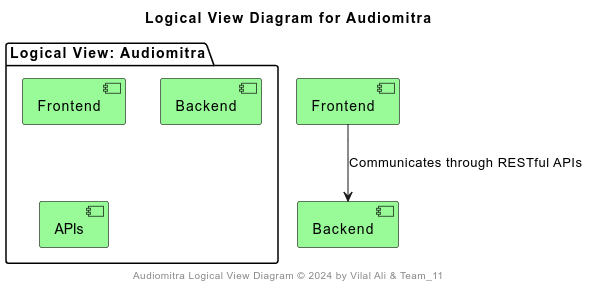 Logical View Diagram for Audiomitra
Logical View: Audiomitra
Frontend
Backend
Frontend
Communicates through RESTful APIs
APIs
Backend
Audiomitra Logical View Diagram © 2024 by Vilal Ali & Team_11